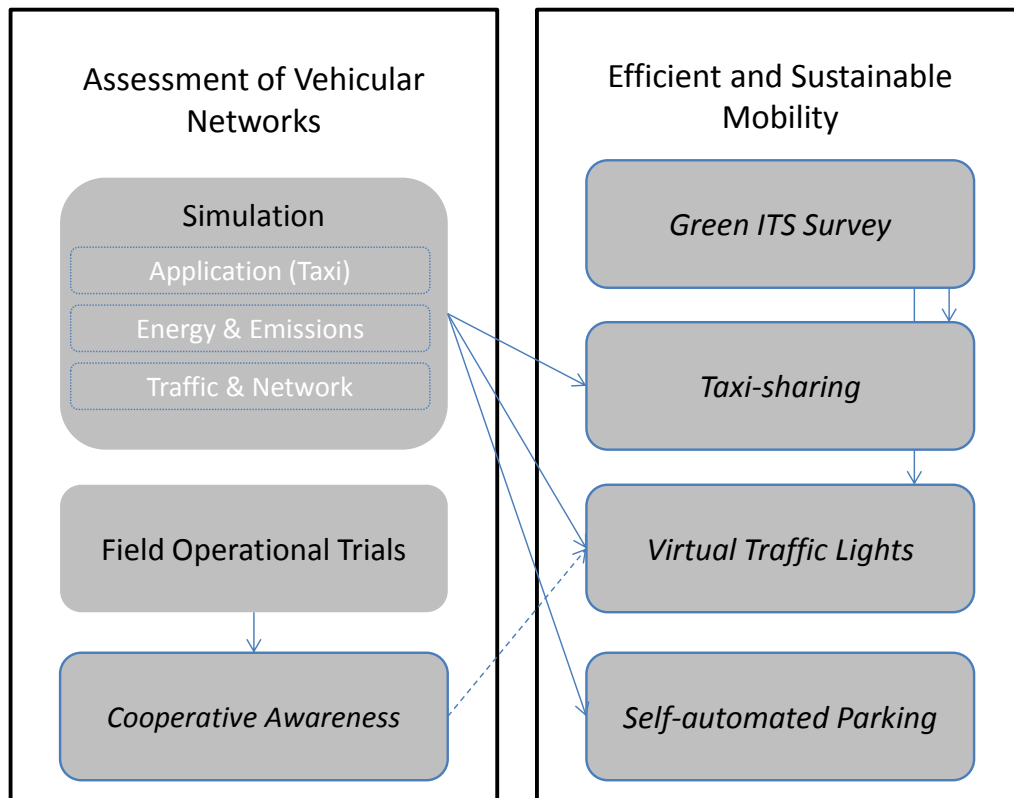 Assessment of Vehicular
Networks
Simulation
Application (Taxi)
Energy & Emissions
Traffic & Network
Field Operational Trials
Cooperative Awareness
Efficient and Sustainable
Mobility
Green ITS Survey
Taxi-sharing
Virtual Traffic Lights
Self-automated Parking